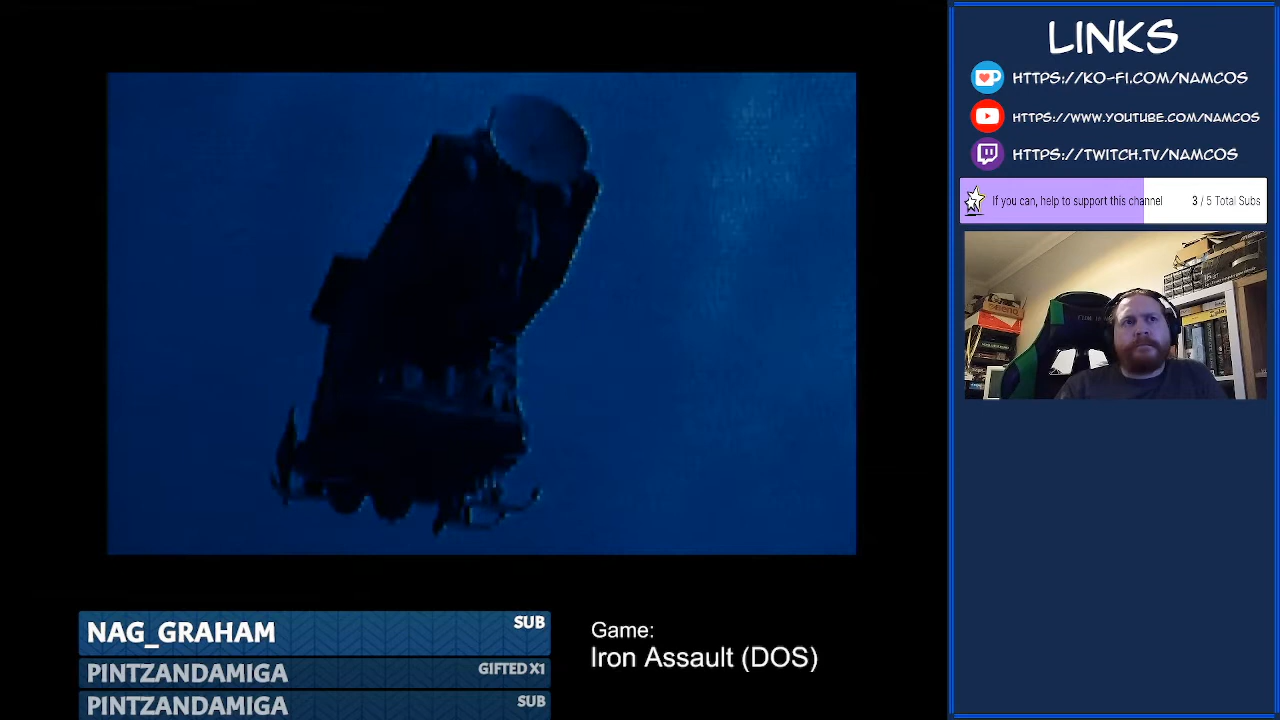 LINKS
HTTPS://KO-FI.COM/NAMCOS
HTTPS://WWW.YOUTUBE.COM/NAMCOS
HTTPS://TWITCH.TV/NAMCOS
If you can, help to support this channel 3 / 5 Total Subs
NAG_GRAHAM SUB
PINTZANDAMIGA GIFTED X1
PINTZANDAMIGA SUB
Game:
Iron Assault (DOS)